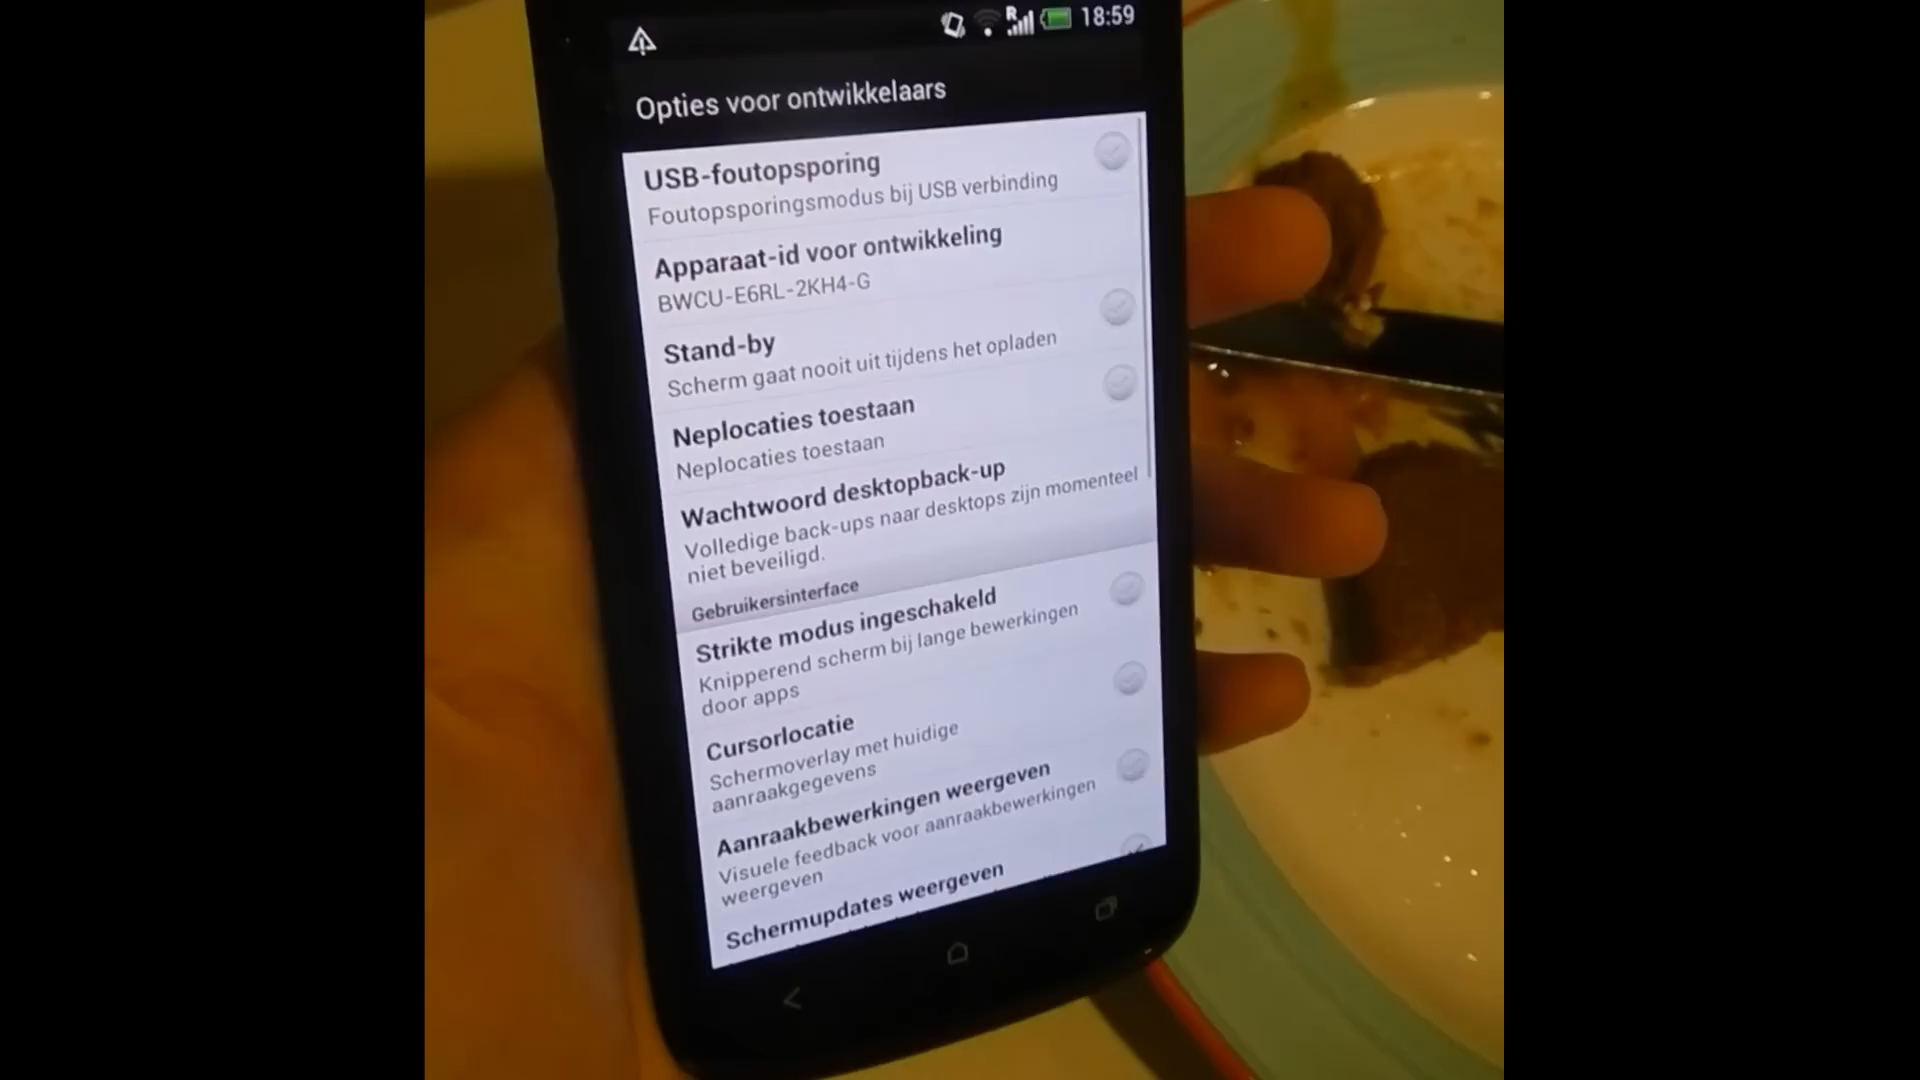 R 18:59
Opties voor ontwikkelaars
USB-foutopsporing
Foutopsporingsmodus bij USB verbinding
Apparaat-id voor ontwikkeling
BWCU-E6RL-2KH4-G
Stand-by
Scherm gaat nooit uit tijdens het opladen
Neplocaties toestaan
Neplocaties toestaan
Wachtwoord desktopback-up
Volledige back-ups naar desktops zijn momenteel
niet beveiligd.
Gebruikersinterface
Strikte modus ingeschakeld
Knipperend scherm bij lange bewerkingen
door apps
Cursorlocatie
Schermoverlay met huidige
aanraakgegevens
Aanraakbewerkingen weergeven
Visuele feedback voor aanraakbewerkingen
weergeven
Schermupdates weergeven